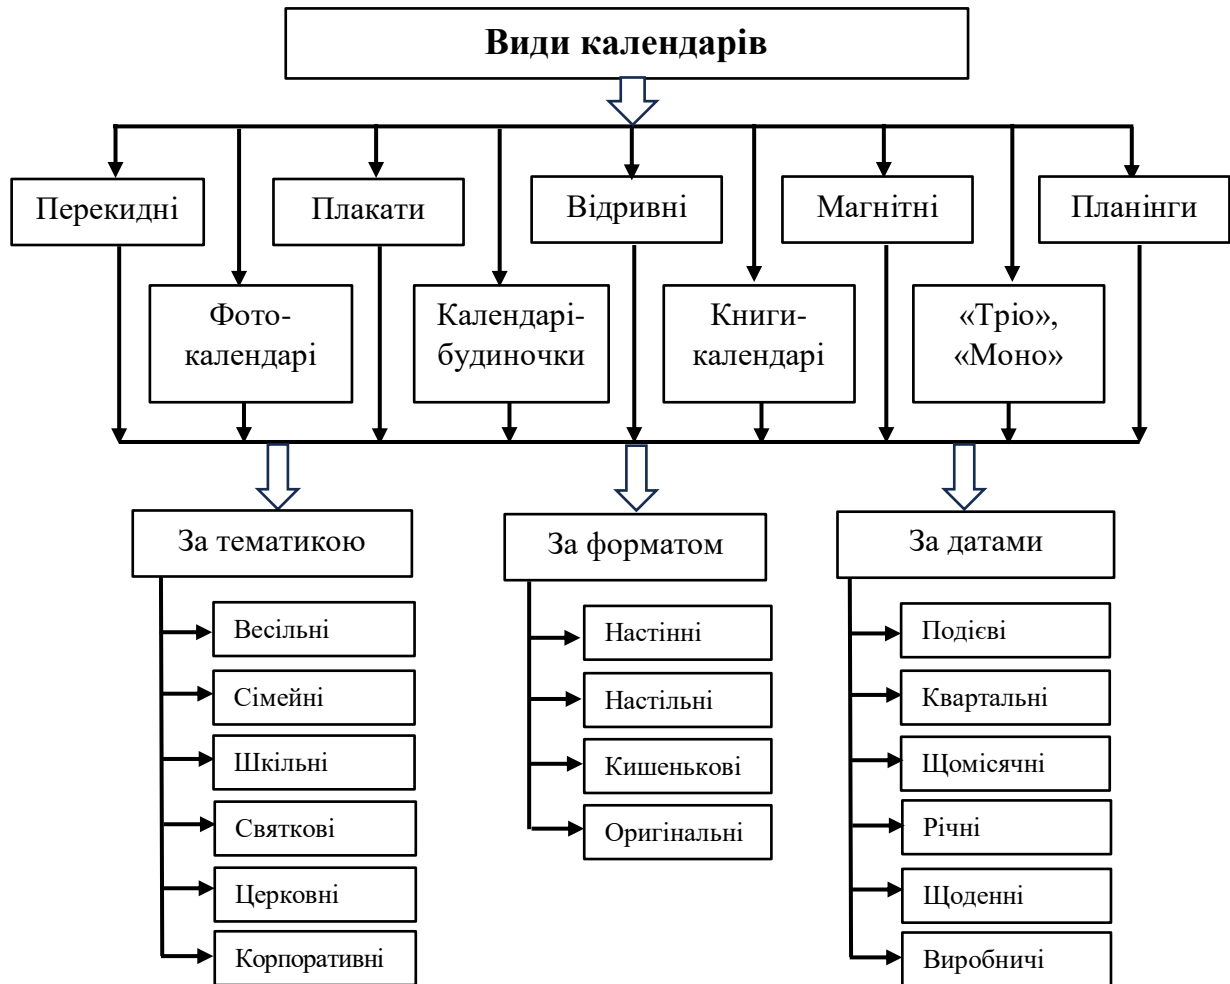 Види календарів
Перекидні
Плакати
Відривні
Магнітні
Планінги
Фото-
календарі
Календарі-
будиночки
Книги-
календарі
«Тріо»,
«Моно»
За тематикою
За форматом
За датами
Весільні
Сімейні
Шкільні
Святкові
Церковні
Корпоративні
Настінні
Настільні
Кишенькові
Оригінальні
Подієві
Квартальні
Щомісячні
Річні
Щоденні
Виробничі